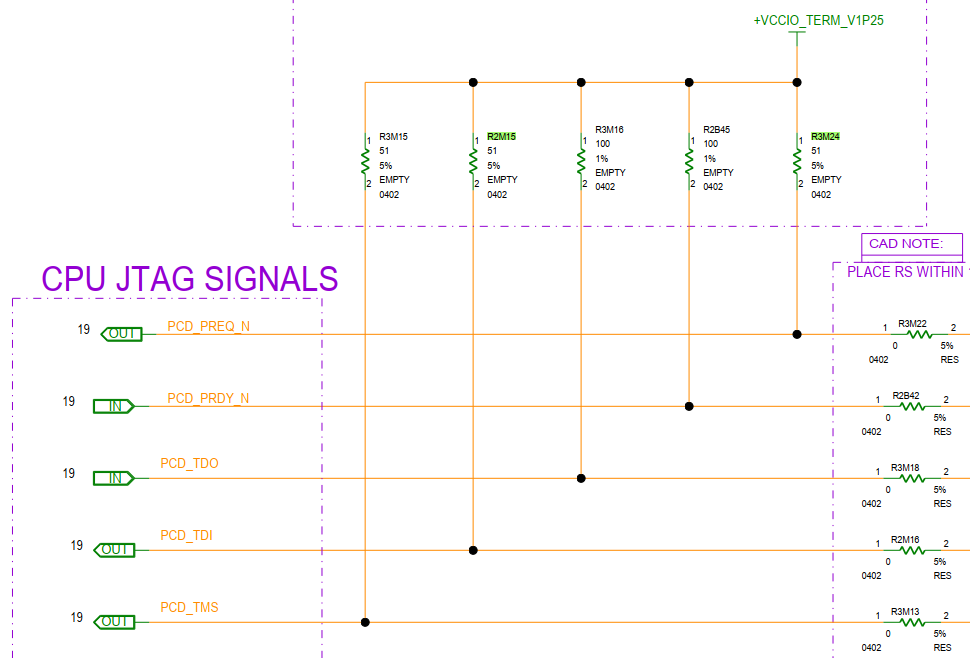 +VCCIO_TERM_V1P25
1 R3M15
51
5%
EMPTY
2
0402
1 R2M15
51
5%
EMPTY
2
0402
R3M16
1 100
1%
EMPTY
2 0402
R2B45
1 100
1%
EMPTY
2 0402
1 R3M24
51
5%
EMPTY
2
0402
CAD NOTE:
PLACE RS WITHIN
CPU JTAG SIGNALS
19 OUT PCD_PREQ_N
1 R3M22 2
0 5%
0402 RES
19 IN PCD_PRDY_N
1 R2B42 2
0 5%
0402 RES
19 IN PCD_TDO
1 R3M18 2
0 5%
0402 RES
19 OUT PCD_TDI
1 R2M16 2
0 5%
0402 RES
19 OUT PCD_TMS
1 R3M13 2
0 5%
0402 RES